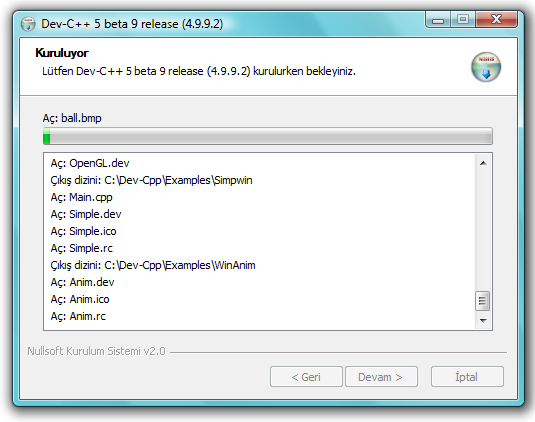 Dev-C++ 5 beta 9 release (4.9.9.2)
Kuruluyor
Lütfen Dev-C++ 5 beta 9 release (4.9.9.2) kurulurken bekleyiniz.
Aç: ball.bmp
Aç: OpenGL.dev
Çıkış dizini: C:\Dev-Cpp\Examples\Simpwin
Aç: Main.cpp
Aç: Simple.dev
Aç: Simple.ico
Aç: Simple.rc
Çıkış dizini: C:\Dev-Cpp\Examples\WinAnim
Aç: Anim.dev
Aç: Anim.ico
Aç: Anim.rc
Nullsoft Kurulum Sistemi v2.0
< Geri
Devam >
İptal